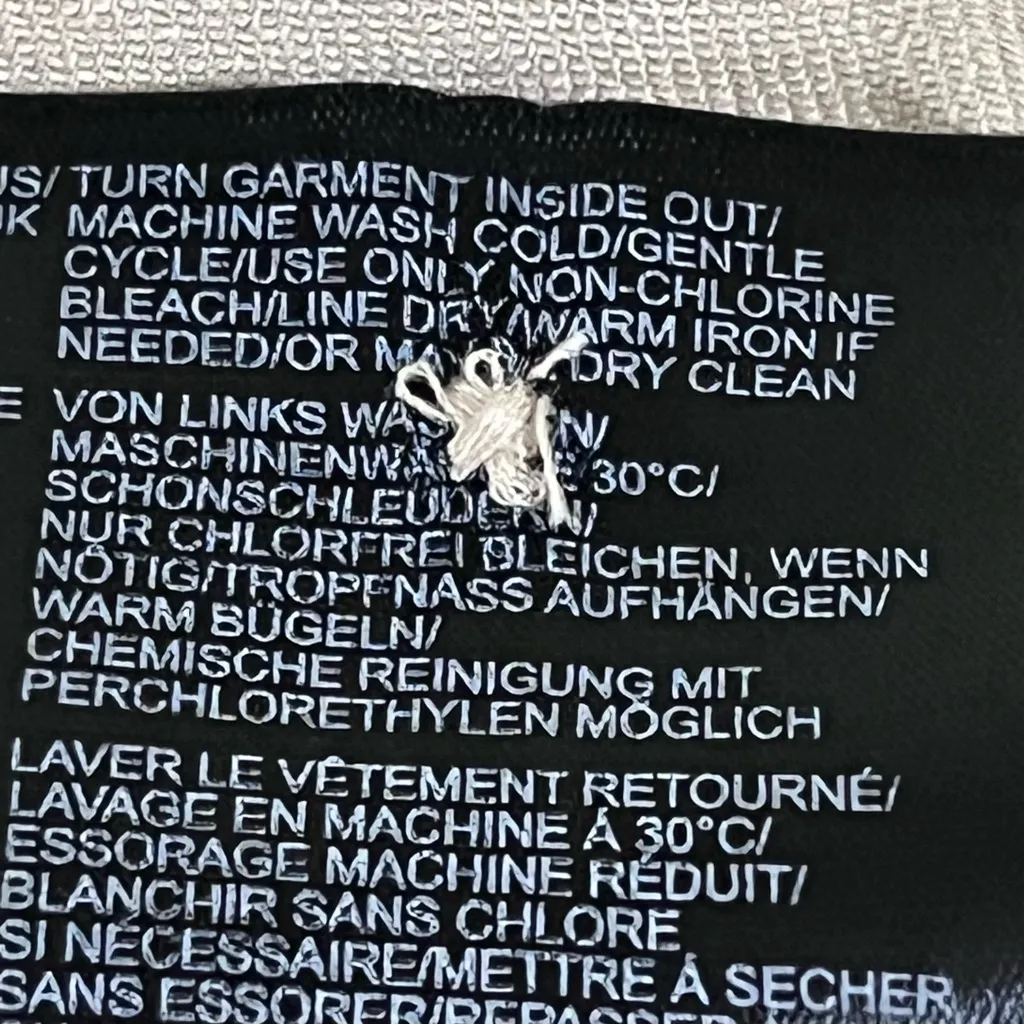 US/ TURN GARMENT INSIDE OUT/
UK MACHINE WASH COLD/GENTLE
CYCLE/USE ONLY NON-CHLORINE
BLEACH/LINE DRY/WARM IRON IF
NEEDED/OR DRY CLEAN
E VON LINKS
MASCHINENWÄ 30°C/
SCHONSCHLEUDERN/
NUR CHLORFREI BLEICHEN, WENN
NÖTIG/TROPFNASS AUFHÄNGEN/
WARM BÜGELN/
CHEMISCHE REINIGUNG MIT
PERCHLORETHYLEN MÖGLICH
LAVER LE VÊTEMENT RETOURNÉ/
LAVAGE EN MACHINE À 30°C/
ESSORAGE MACHINE RÉDUIT/
BLANCHIR SANS CHLORE
SI NÉCESSAIRE/METTRE À SECHER
SANS ESSORER/REPASSER